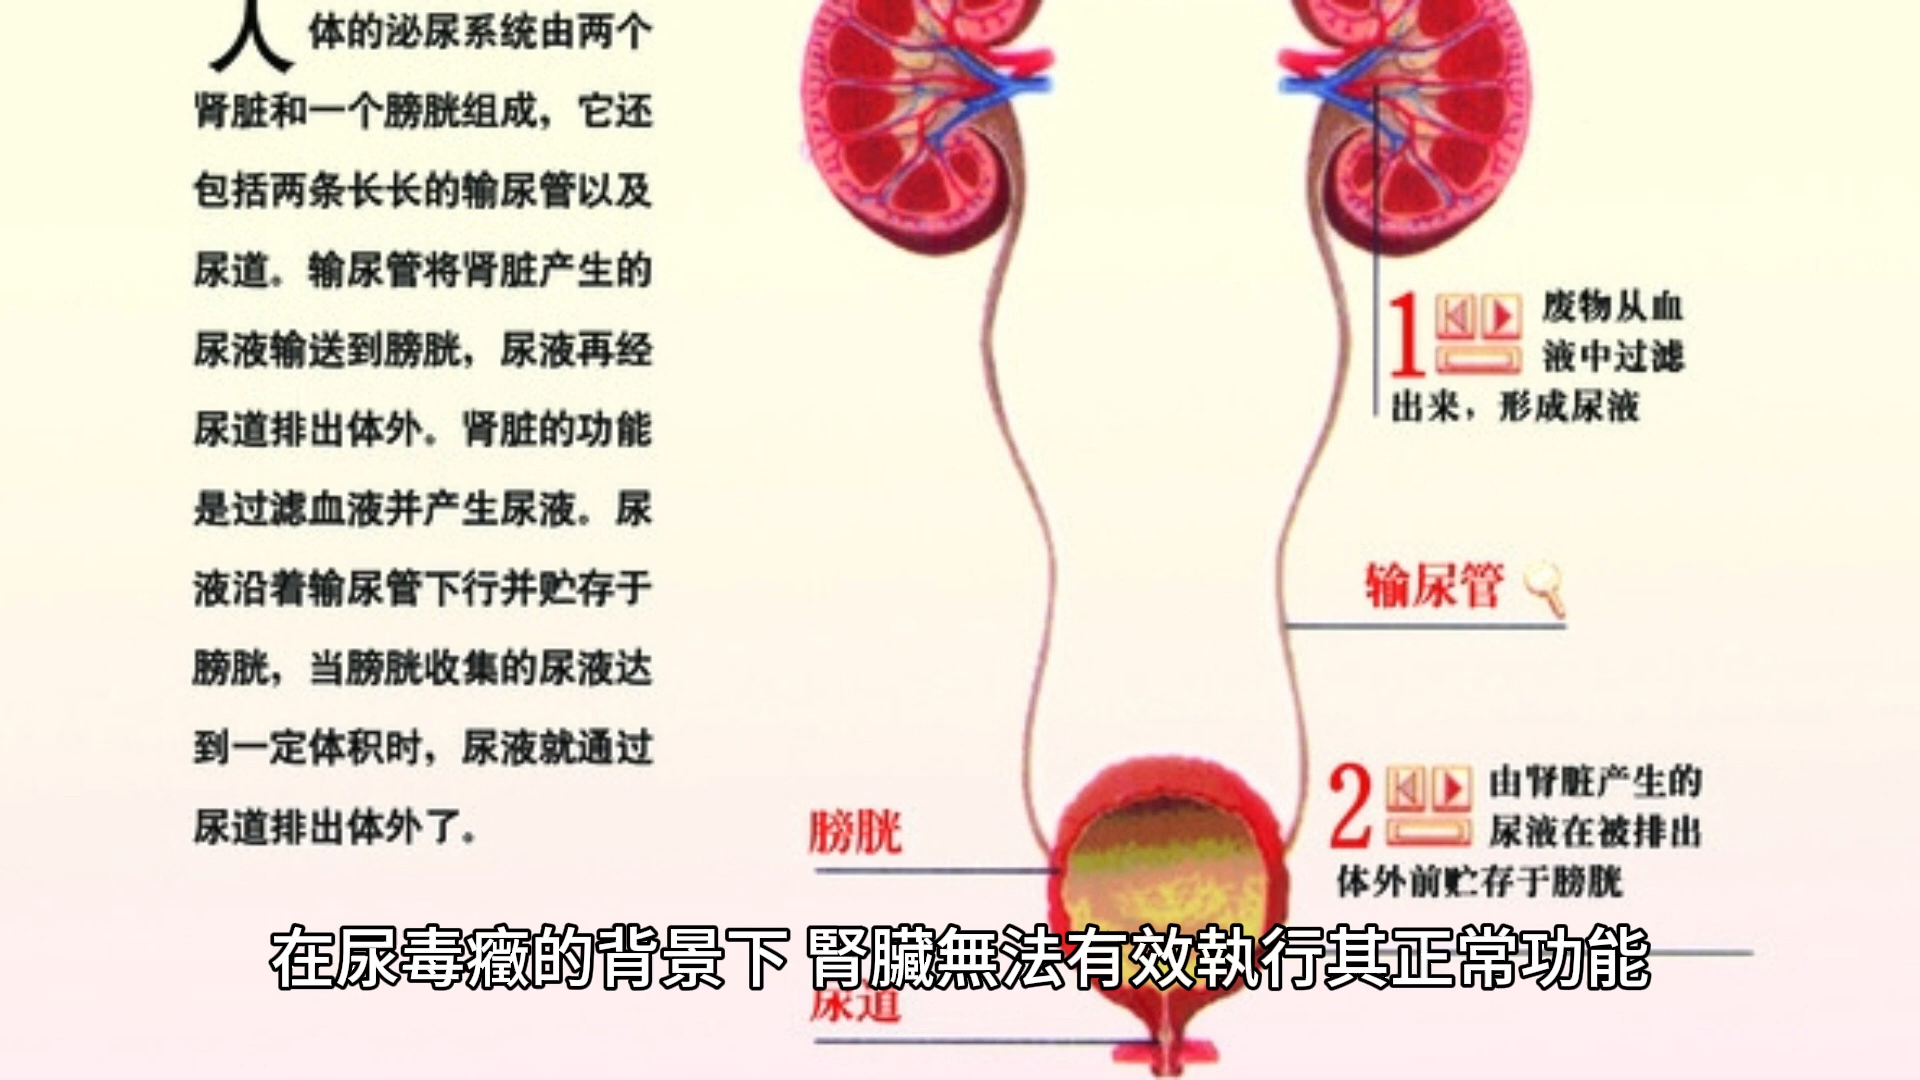 人体的泌尿系统由两个
肾脏和一个膀胱组成，它还
包括两条长长的输尿管以及
尿道。输尿管将肾脏产生的
尿液输送到膀胱，尿液再经
尿道排出体外。肾脏的功能
是过滤血液并产生尿液。尿
液沿着输尿管下行并贮存于
膀胱，当膀胱收集的尿液达
到一定体积时，尿液就通过
尿道排出体外了。
1 废物从血
液中过滤
出来，形成尿液
输尿管
2 由肾脏产生的
尿液在被排出
体外前贮存于膀胱
膀胱
尿道
在尿毒癥的背景下 腎臟無法有效執行其正常功能